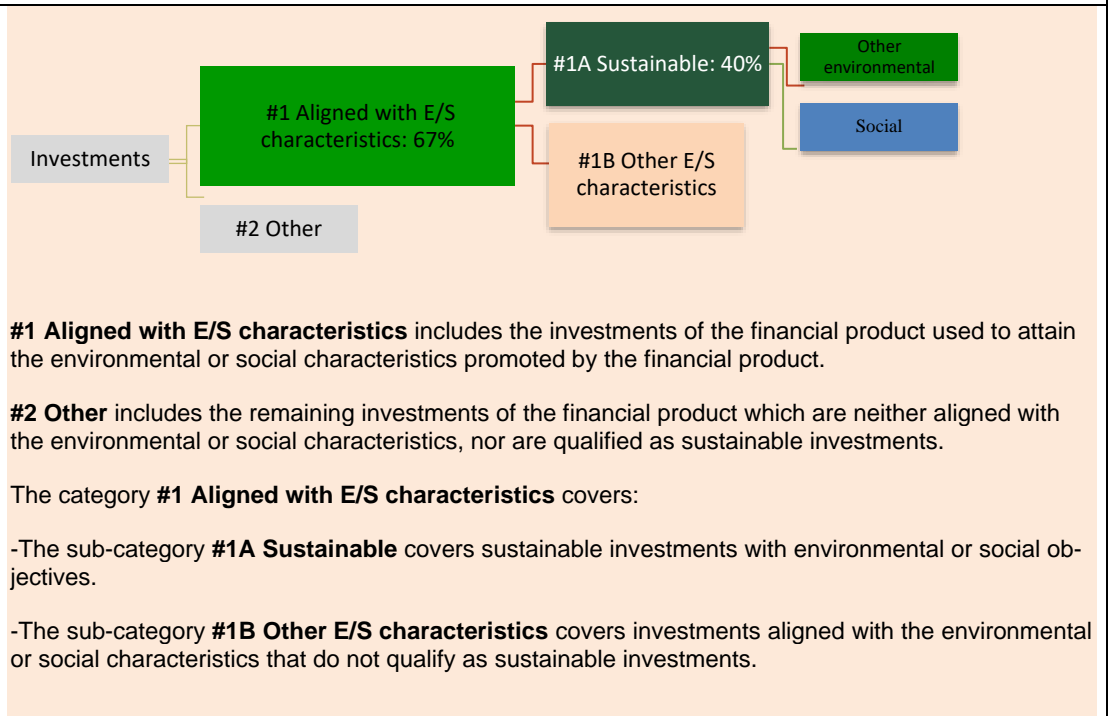 Investments
#1 Aligned with E/S
characteristics: 67%
#2 Other
#1A Sustainable: 40%
#1B Other E/S
characteristics
Other
environmental
Social
#1 Aligned with E/S characteristics includes the investments of the financial product used to attain
the environmental or social characteristics promoted by the financial product.
#2 Other includes the remaining investments of the financial product which are neither aligned with
the environmental or social characteristics, nor are qualified as sustainable investments.
The category #1 Aligned with E/S characteristics covers:
-The sub-category #1A Sustainable covers sustainable investments with environmental or social ob-
jectives.
-The sub-category #1B Other E/S characteristics covers investments aligned with the environmental
or social characteristics that do not qualify as sustainable investments.